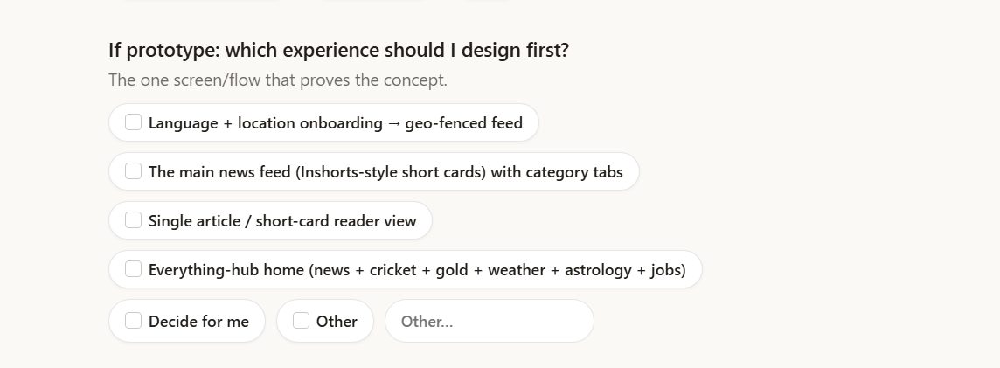 If prototype: which experience should I design first?
The one screen/flow that proves the concept.
Language + location onboarding → geo-fenced feed
The main news feed (Inshorts-style short cards) with category tabs
Single article / short-card reader view
Everything-hub home (news + cricket + gold + weather + astrology + jobs)
Decide for me
Other
Other...